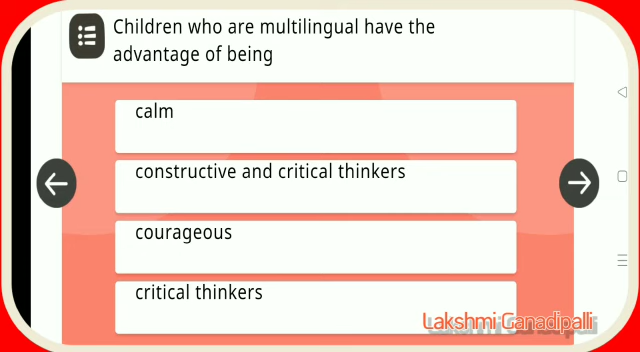 Children who are multilingual have the
advantage of being
calm
constructive and critical thinkers
courageous
critical thinkers
Lakshmi Ganadipalli